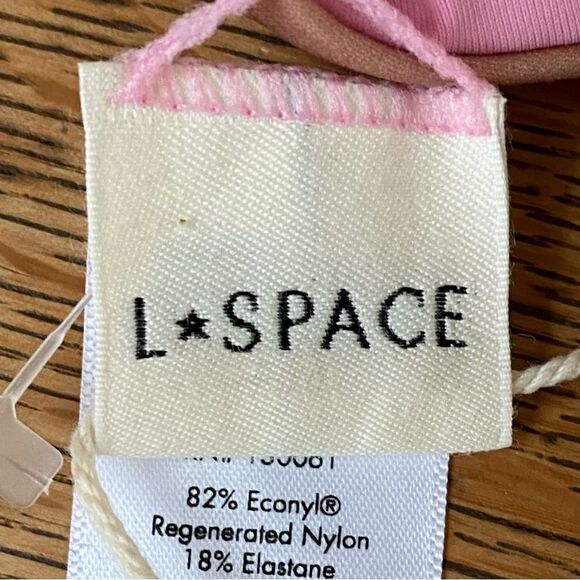 L★SPACE
82% Econyl®
Regenerated Nylon
18% Elastane